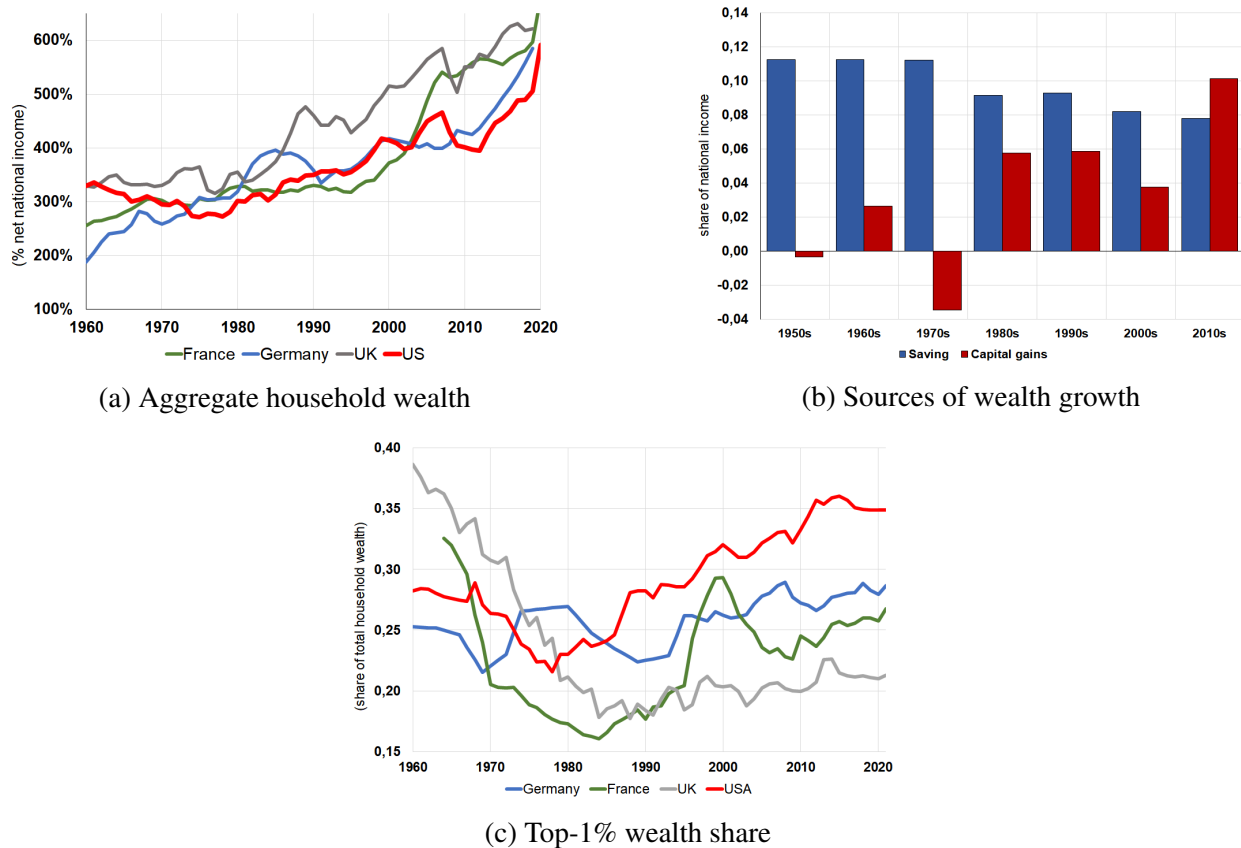 600%
500%
400%
300%
200%
100%
(% net national income)
1960 1970 1980 1990 2000 2010 2020
France Germany UK US
(a) Aggregate household wealth
0,14
0,12
0,10
0,08
0,06
0,04
0,02
0,00
-0,02
-0,04
share of national income
1950s 1960s 1970s 1980s 1990s 2000s 2010s
Saving Capital gains
(b) Sources of wealth growth
0,40
0,35
0,30
0,25
0,20
0,15
(share of total household wealth)
1960 1970 1980 1990 2000 2010 2020
Germany France UK USA
(c) Top-1% wealth share